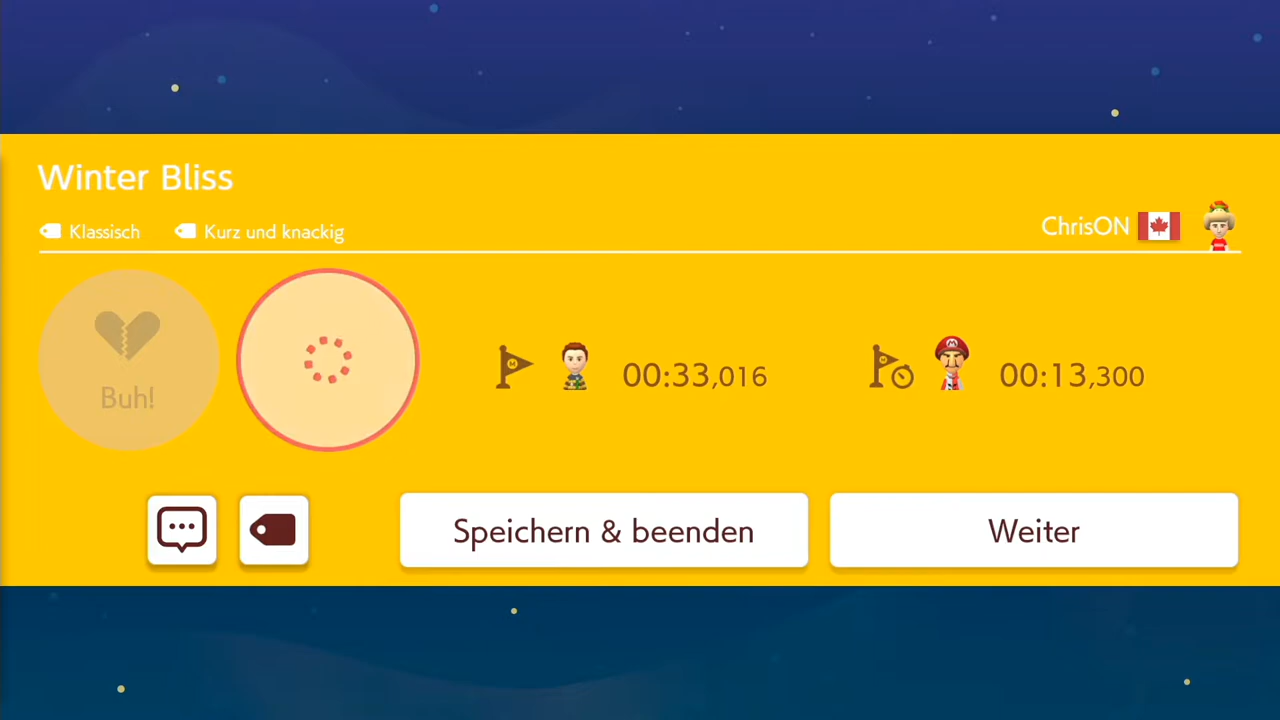 Winter Bliss
Klassisch Kurz und knackig
ChrisON
Buh!
00:33,016
00:13,300
Speichern & beenden
Weiter